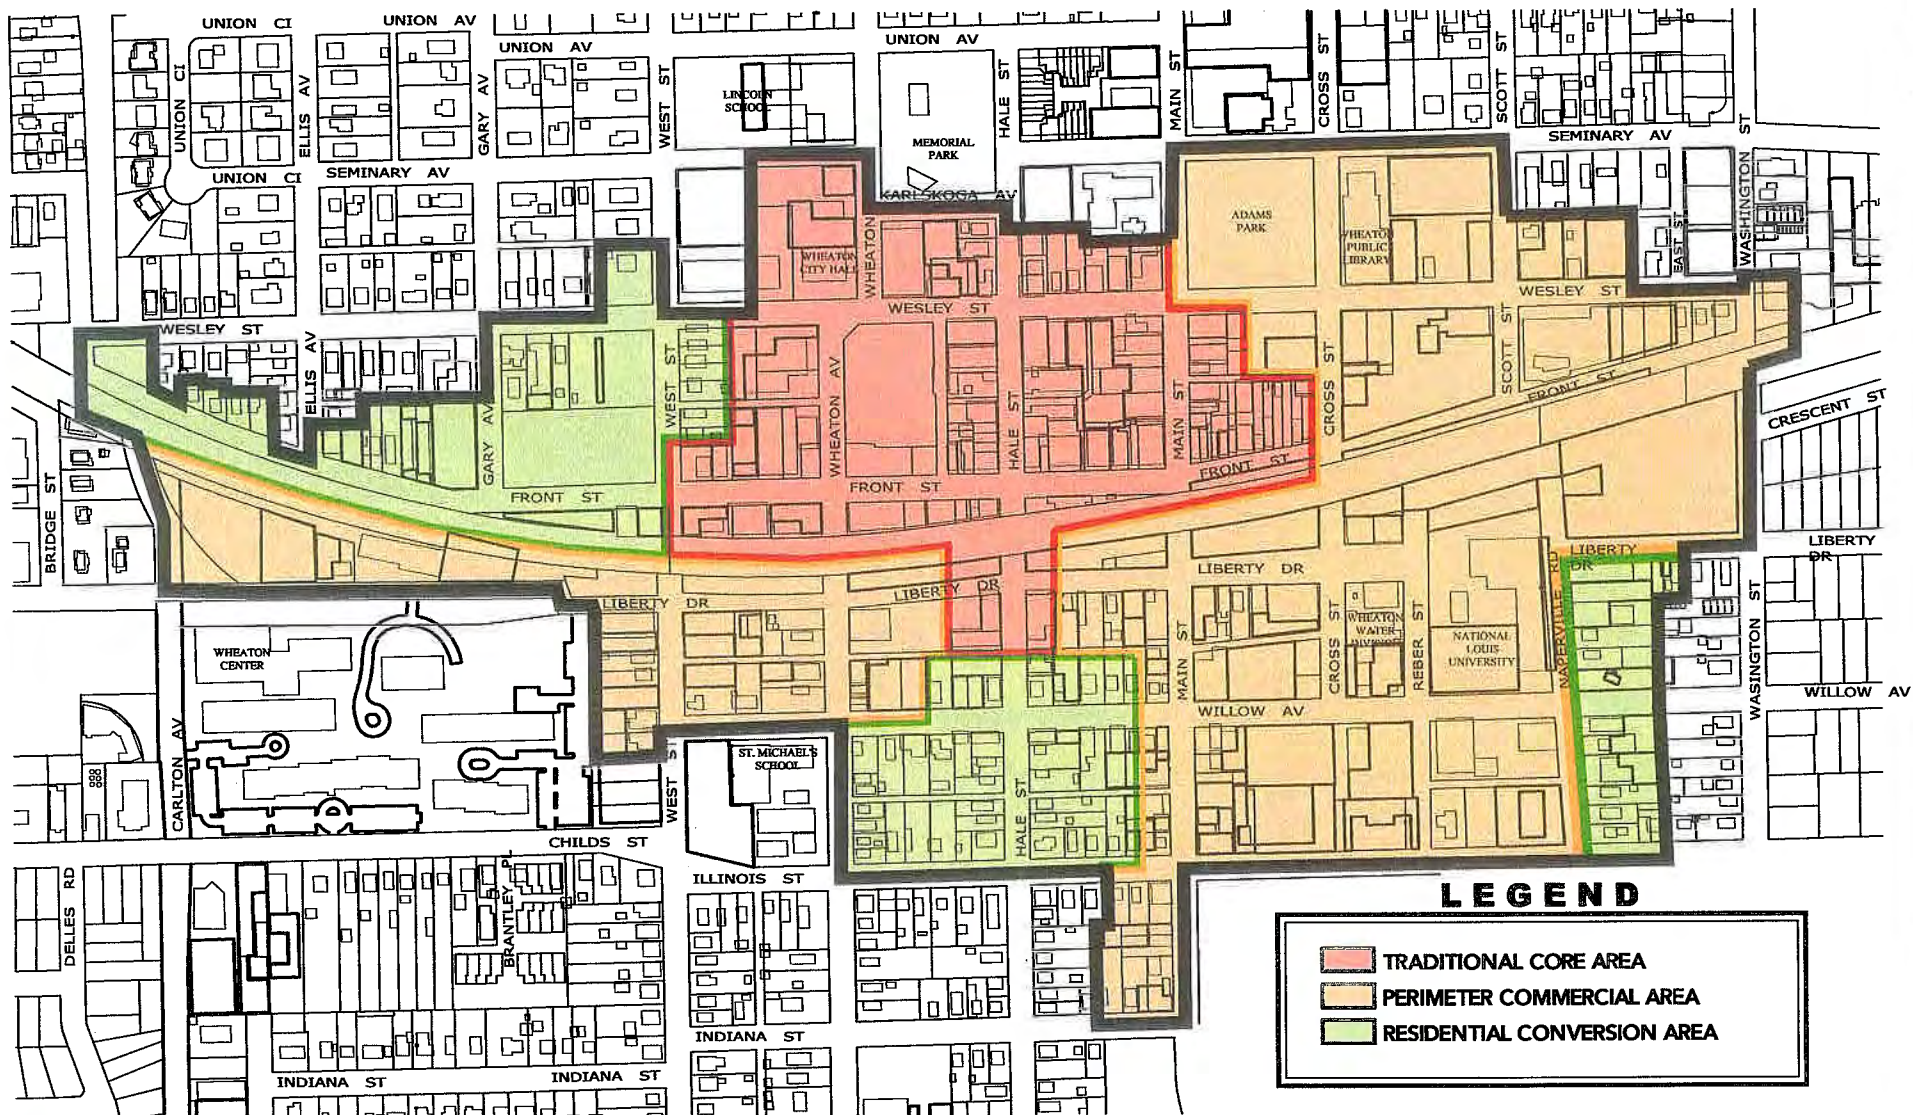 UNION CI
UNION AV
UNION AV
UNION AV
UNION CI
ELLIS AV
GARY AV
WEST ST
LINCOLN
SCHOOL
MEMORIAL
PARK
HALE ST
MAIN ST
CROSS ST
SCOTT ST
SEMINARY AV
WASHINGTON ST
UNION CI
SEMINARY AV
KARLSKOGA AV
ADAMS
PARK
WHEATON
PUBLIC
LIBRARY
EAST ST
WHEATON
CITY HALL
WHEATON
WESLEY ST
WESLEY ST
WESLEY ST
ELLIS AV
WEST ST
WHEATON AV
HALE ST
MAIN ST
CROSS ST
SCOTT ST
FRONT ST
CRESCENT ST
GARY AV
FRONT ST
FRONT ST
FRONT ST
BRIDGE ST
LIBERTY DR
LIBERTY DR
LIBERTY DR
LIBERTY
DR
LIBERTY
DR
NAPERVILLE RD
WHEATON
CENTER
CROSS ST
WHEATON
WATER
REBER ST
NATIONAL
LOUIS
UNIVERSITY
MAIN ST
WASINGTON ST
WILLOW AV
WILLOW AV
CARLTON AV
WEST ST
ST. MICHAEL'S
SCHOOL
HALE ST
CHILDS ST
ILLINOIS ST
DELLES RD
BRANTLEY PL
INDIANA ST
INDIANA ST
INDIANA ST
LEGEND
TRADITIONAL CORE AREA
PERIMETER COMMERCIAL AREA
RESIDENTIAL CONVERSION AREA